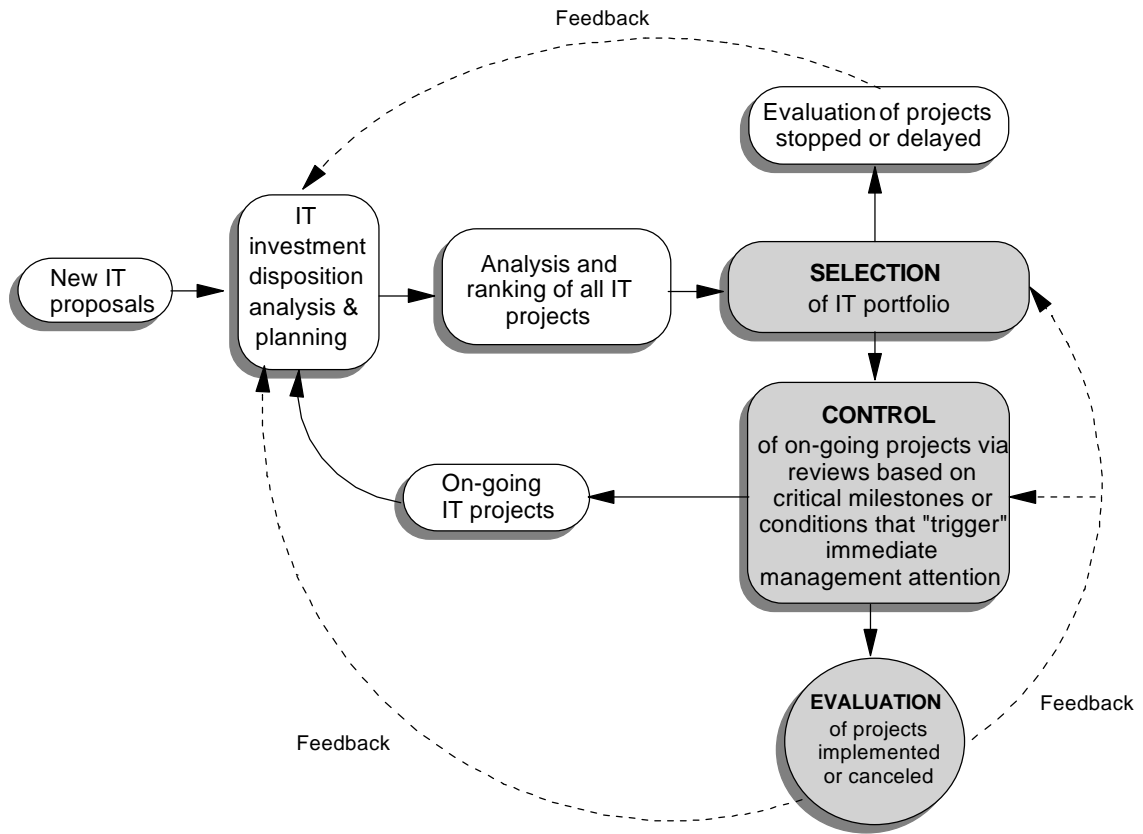 Feedback
Evaluation of projects
stopped or delayed
IT
investment
disposition
analysis &
planning
New IT
proposals
Analysis and
ranking of all IT
projects
SELECTION
of IT portfolio
CONTROL
of on-going projects via
reviews based on
critical milestones or
conditions that "trigger"
immediate
management attention
On-going
IT projects
EVALUATION
of projects
implemented
or canceled
Feedback
Feedback